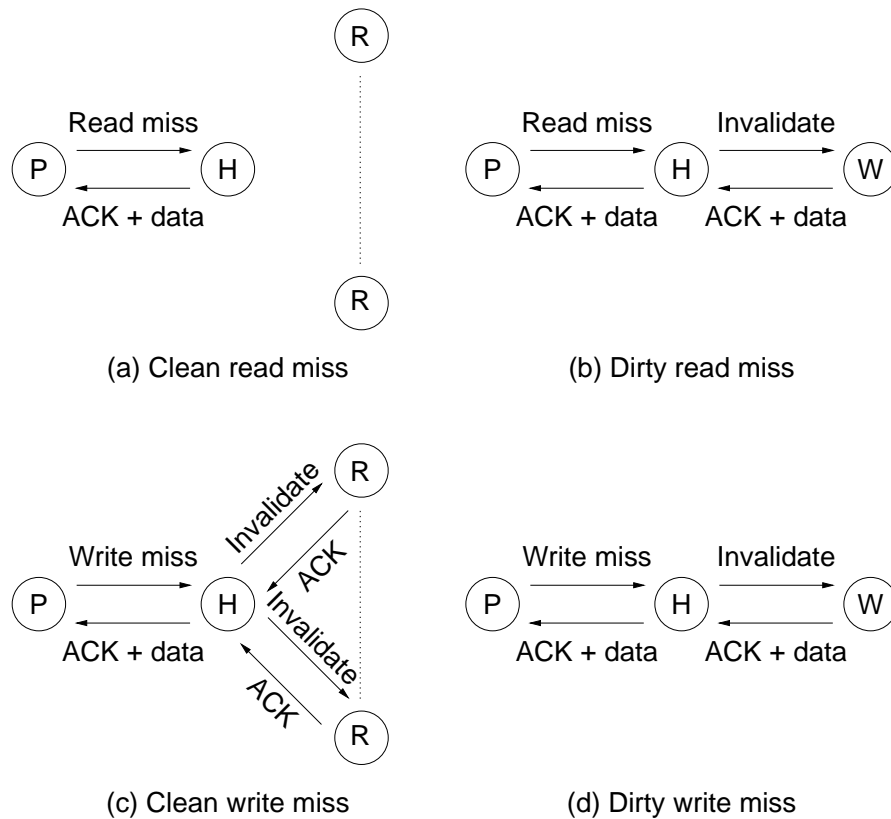 R
Read miss
P
H
ACK + data
R
(a) Clean read miss
Read miss
Invalidate
P
H
W
ACK + data
ACK + data
(b) Dirty read miss
R
Invalidate
ACK
Write miss
P
H
ACK + data
Invalidate
ACK
R
(c) Clean write miss
Write miss
Invalidate
P
H
W
ACK + data
ACK + data
(d) Dirty write miss